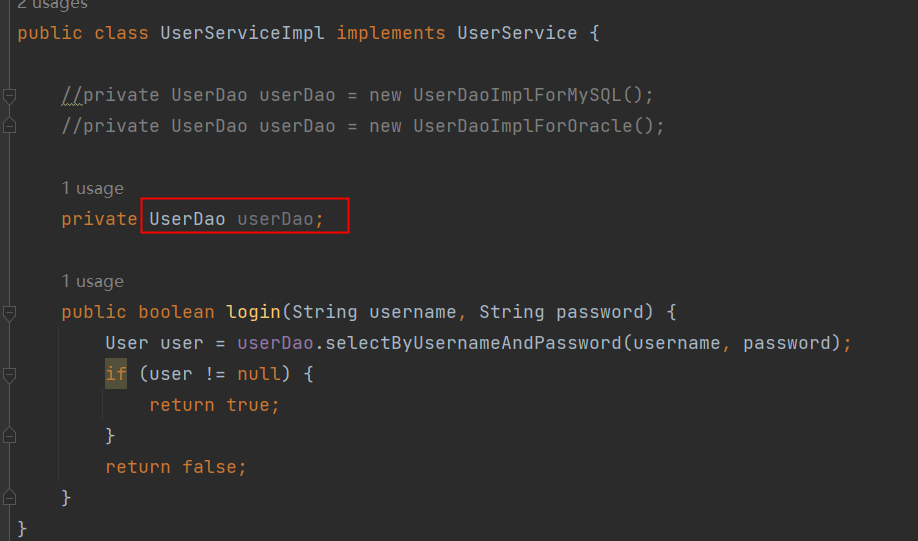 2 usages
public class UserServiceImpl implements UserService {
//private UserDao userDao = new UserDaoImplForMySQL();
//private UserDao userDao = new UserDaoImplForOracle();
1 usage
private UserDao userDao;
1 usage
public boolean login(String username, String password) {
User user = userDao.selectByUsernameAndPassword(username, password);
if (user != null) {
return true;
}
return false;
}
}